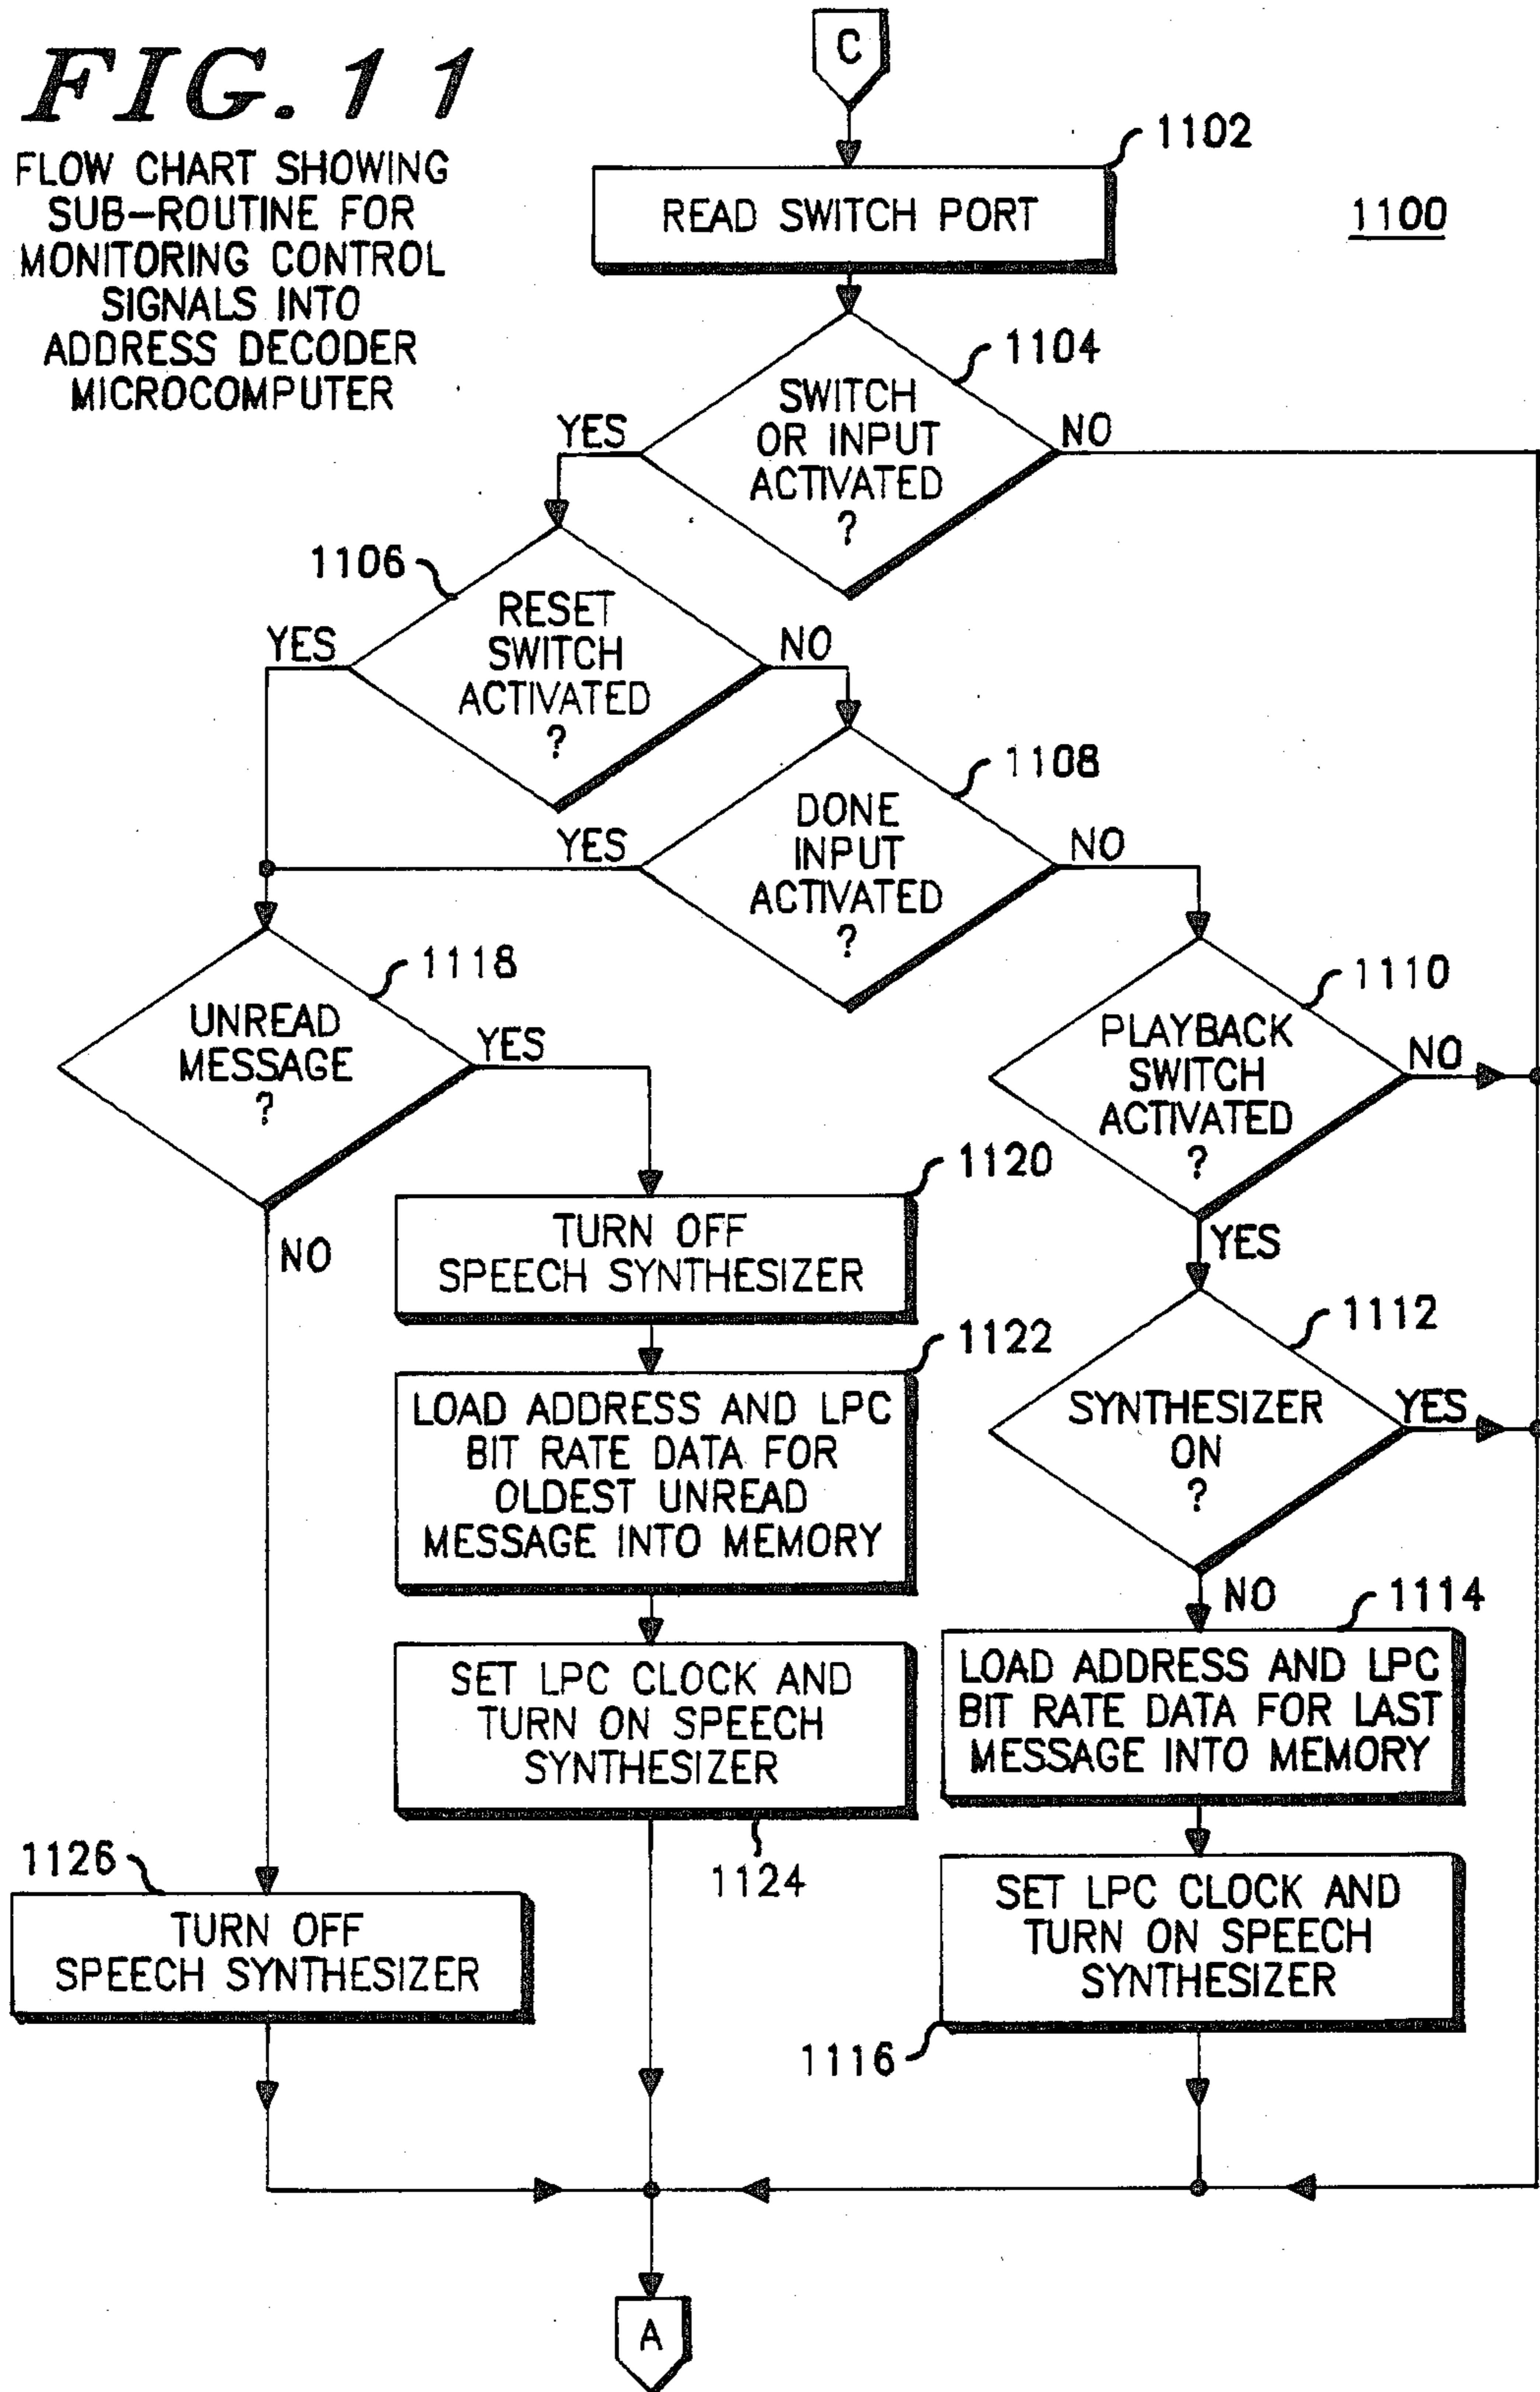 C
FIG. 11
FLOW CHART SHOWING
SUB-ROUTINE FOR
MONITORING CONTROL
SIGNALS INTO
ADDRESS DECODER
MICROCOMPUTER
1102
READ SWITCH PORT
1100
1104
SWITCH
OR INPUT
ACTIVATED
?
YES
NO
1106
RESET
SWITCH
ACTIVATED
?
YES
NO
1108
DONE
INPUT
ACTIVATED
?
YES
NO
1118
UNREAD
MESSAGE
?
YES
NO
1110
PLAYBACK
SWITCH
ACTIVATED
?
NO
YES
1120
TURN OFF
SPEECH SYNTHESIZER
1112
SYNTHESIZER
ON
?
YES
NO
1122
LOAD ADDRESS AND LPC
BIT RATE DATA FOR
OLDEST UNREAD
MESSAGE INTO MEMORY
1114
LOAD ADDRESS AND LPC
BIT RATE DATA FOR LAST
MESSAGE INTO MEMORY
SET LPC CLOCK AND
TURN ON SPEECH
SYNTHESIZER
1124
1126
TURN OFF
SPEECH SYNTHESIZER
SET LPC CLOCK AND
TURN ON SPEECH
SYNTHESIZER
1116
A